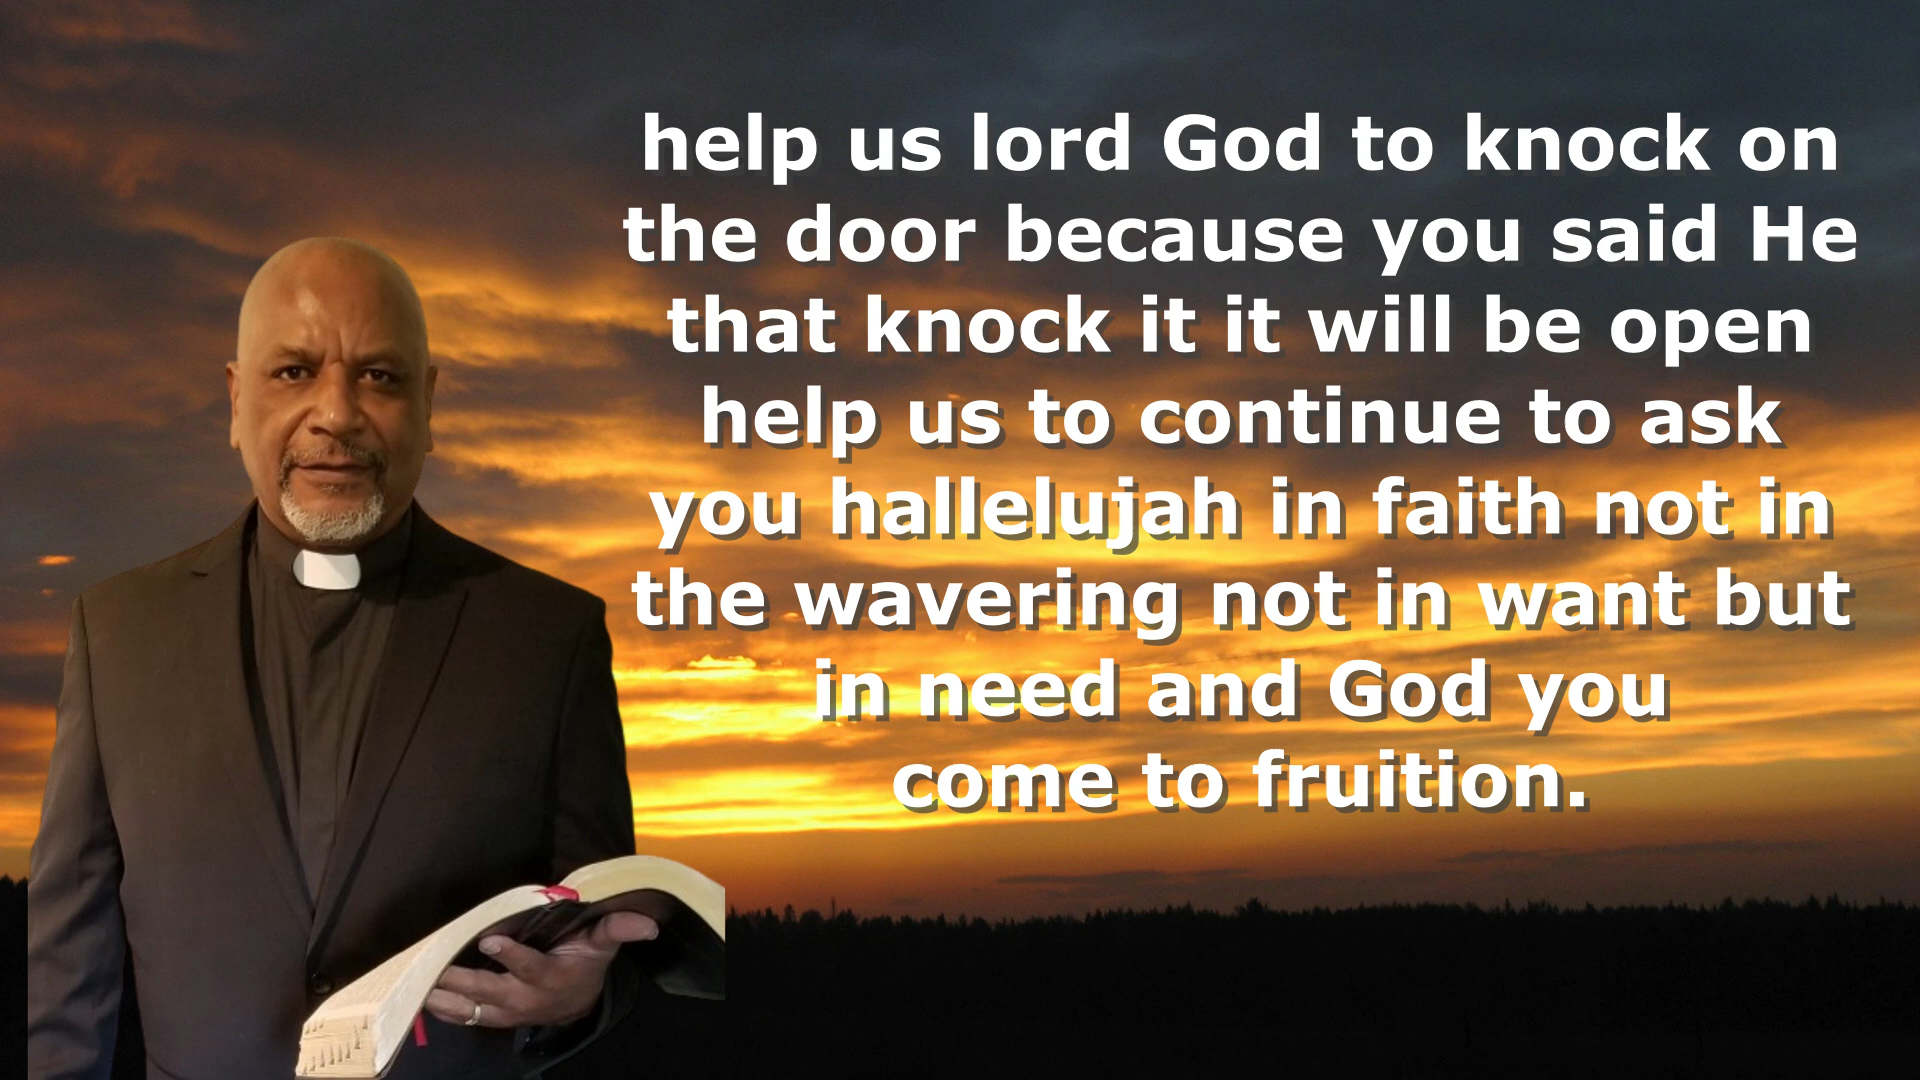 help us lord God to knock on
the door because you said He
that knock it it will be open
help us to continue to ask
you hallelujah in faith not in
the wavering not in want but
in need and God you
come to fruition.